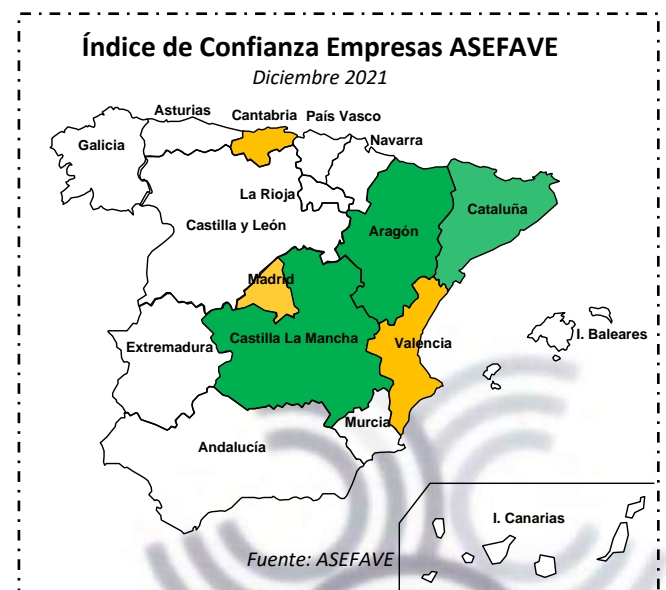 Índice de Confianza Empresas ASEFAVE
Diciembre 2021
Asturias
Cantabria
País Vasco
Galicia
Navarra
La Rioja
Castilla y León
Aragón
Cataluña
Madrid
Castilla La Mancha
Valencia
I. Baleares
Extremadura
Murcia
Andalucía
I. Canarias
Fuente: ASEFAVE